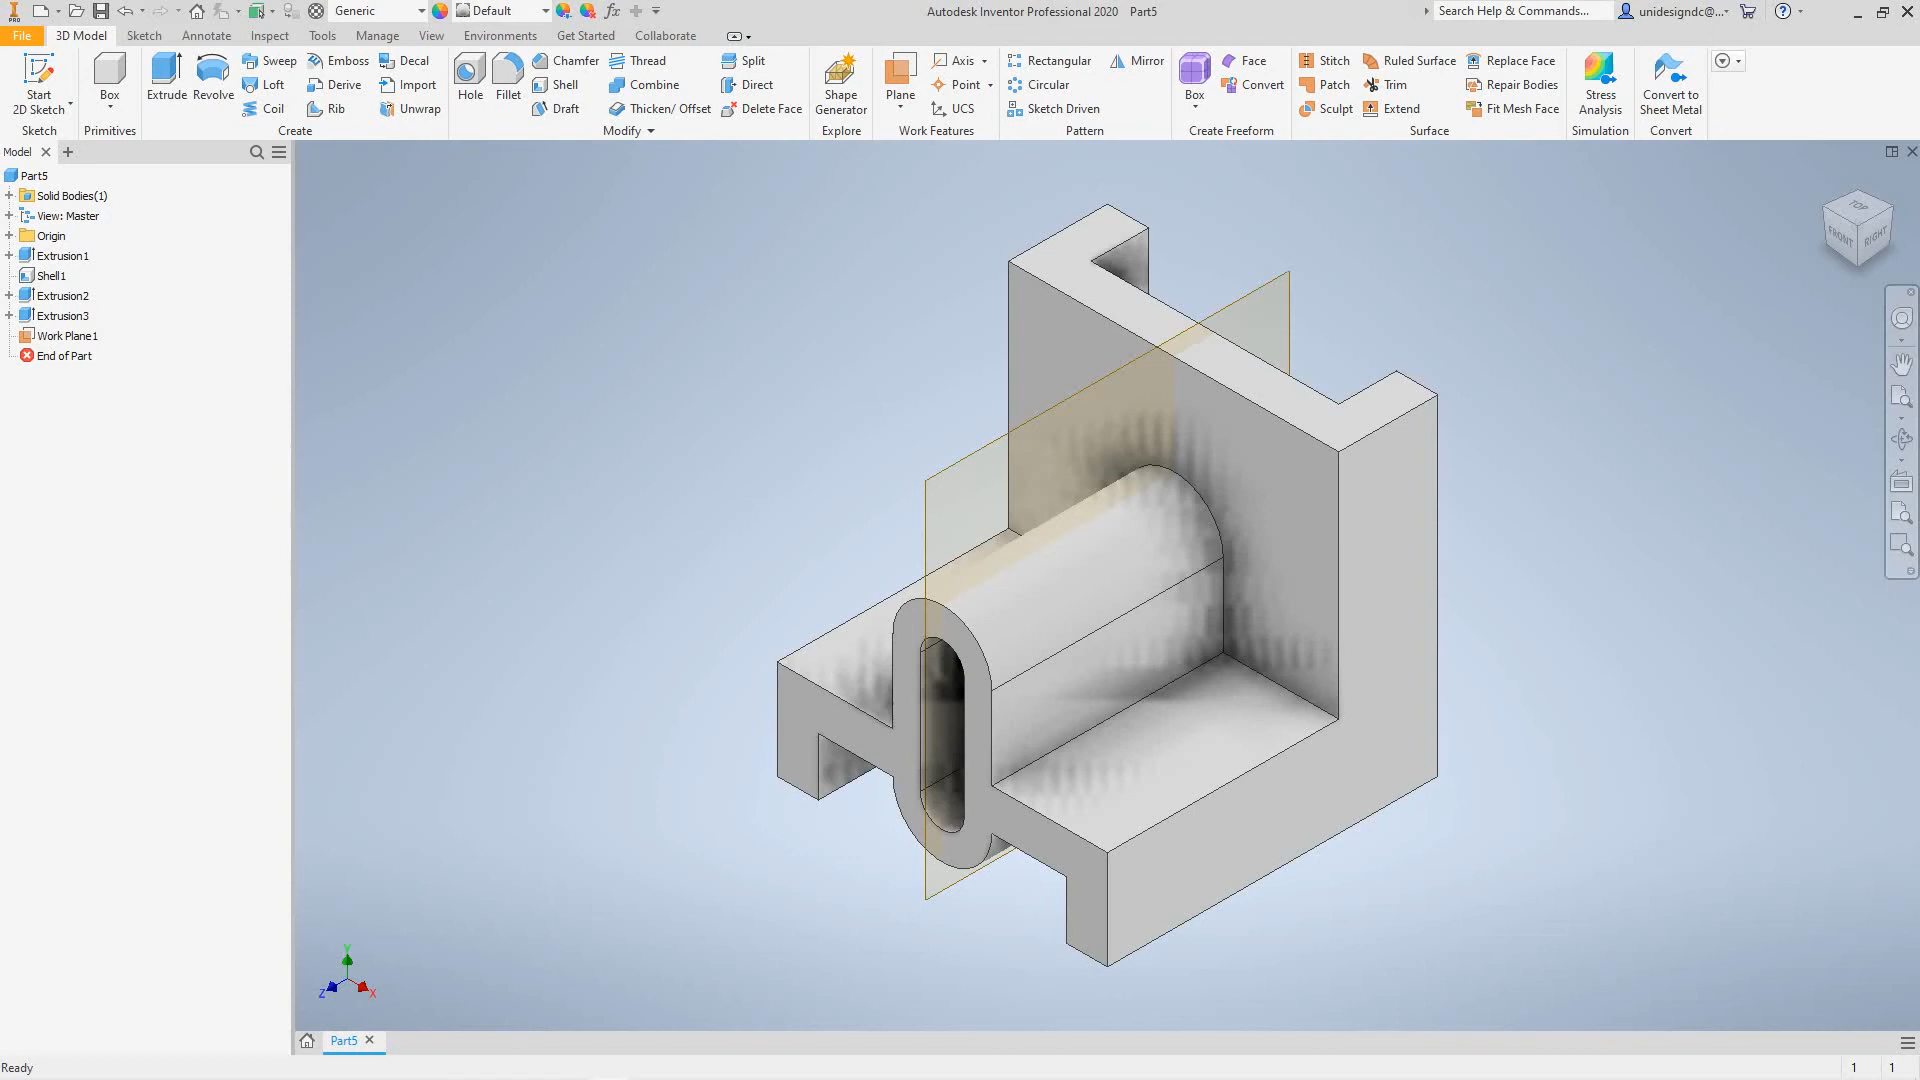 Generic
Default
fx
Autodesk Inventor Professional 2020 Part5
Search Help & Commands...
unidesigndc@...
File 3D Model Sketch Annotate Inspect Tools Manage View Environments Get Started Collaborate
Start 2D Sketch
Box
Extrude
Revolve
Sweep
Loft
Coil
Emboss
Derive
Rib
Decal
Import
Unwrap
Hole
Fillet
Chamfer
Shell
Draft
Thread
Combine
Thicken/ Offset
Split
Direct
Delete Face
Shape Generator
Plane
Axis
Point
UCS
Rectangular
Circular
Sketch Driven
Mirror
Box
Face
Convert
Stitch
Patch
Sculpt
Ruled Surface
Trim
Extend
Replace Face
Repair Bodies
Fit Mesh Face
Stress Analysis
Convert to Sheet Metal
Sketch Primitives Create Modify Explore Work Features Pattern Create Freeform Surface Simulation Convert
Model
Part5
Solid Bodies(1)
View: Master
Origin
Extrusion1
Shell1
Extrusion2
Extrusion3
Work Plane1
End of Part
TOP
FRONT
RIGHT
Y
Z
X
Part5
Ready
1 1